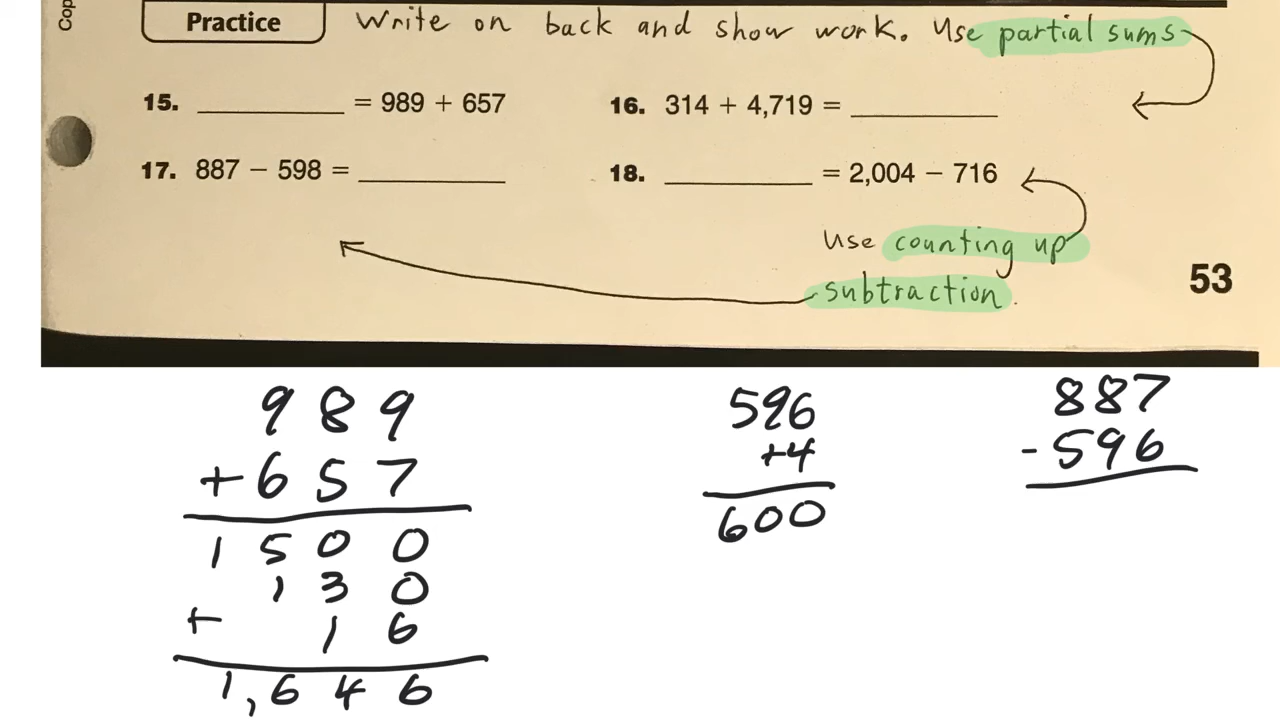 Cop
Practice
Write on back and show work. Use partial sums
15. __________ = 989 + 657
16. 314 + 4,719 = __________
17. 887 − 598 = __________
18. __________ = 2,004 − 716
Use counting up
subtraction.
53
989
+657
1500
130
+ 16
1,646
596
+4
600
887
-596